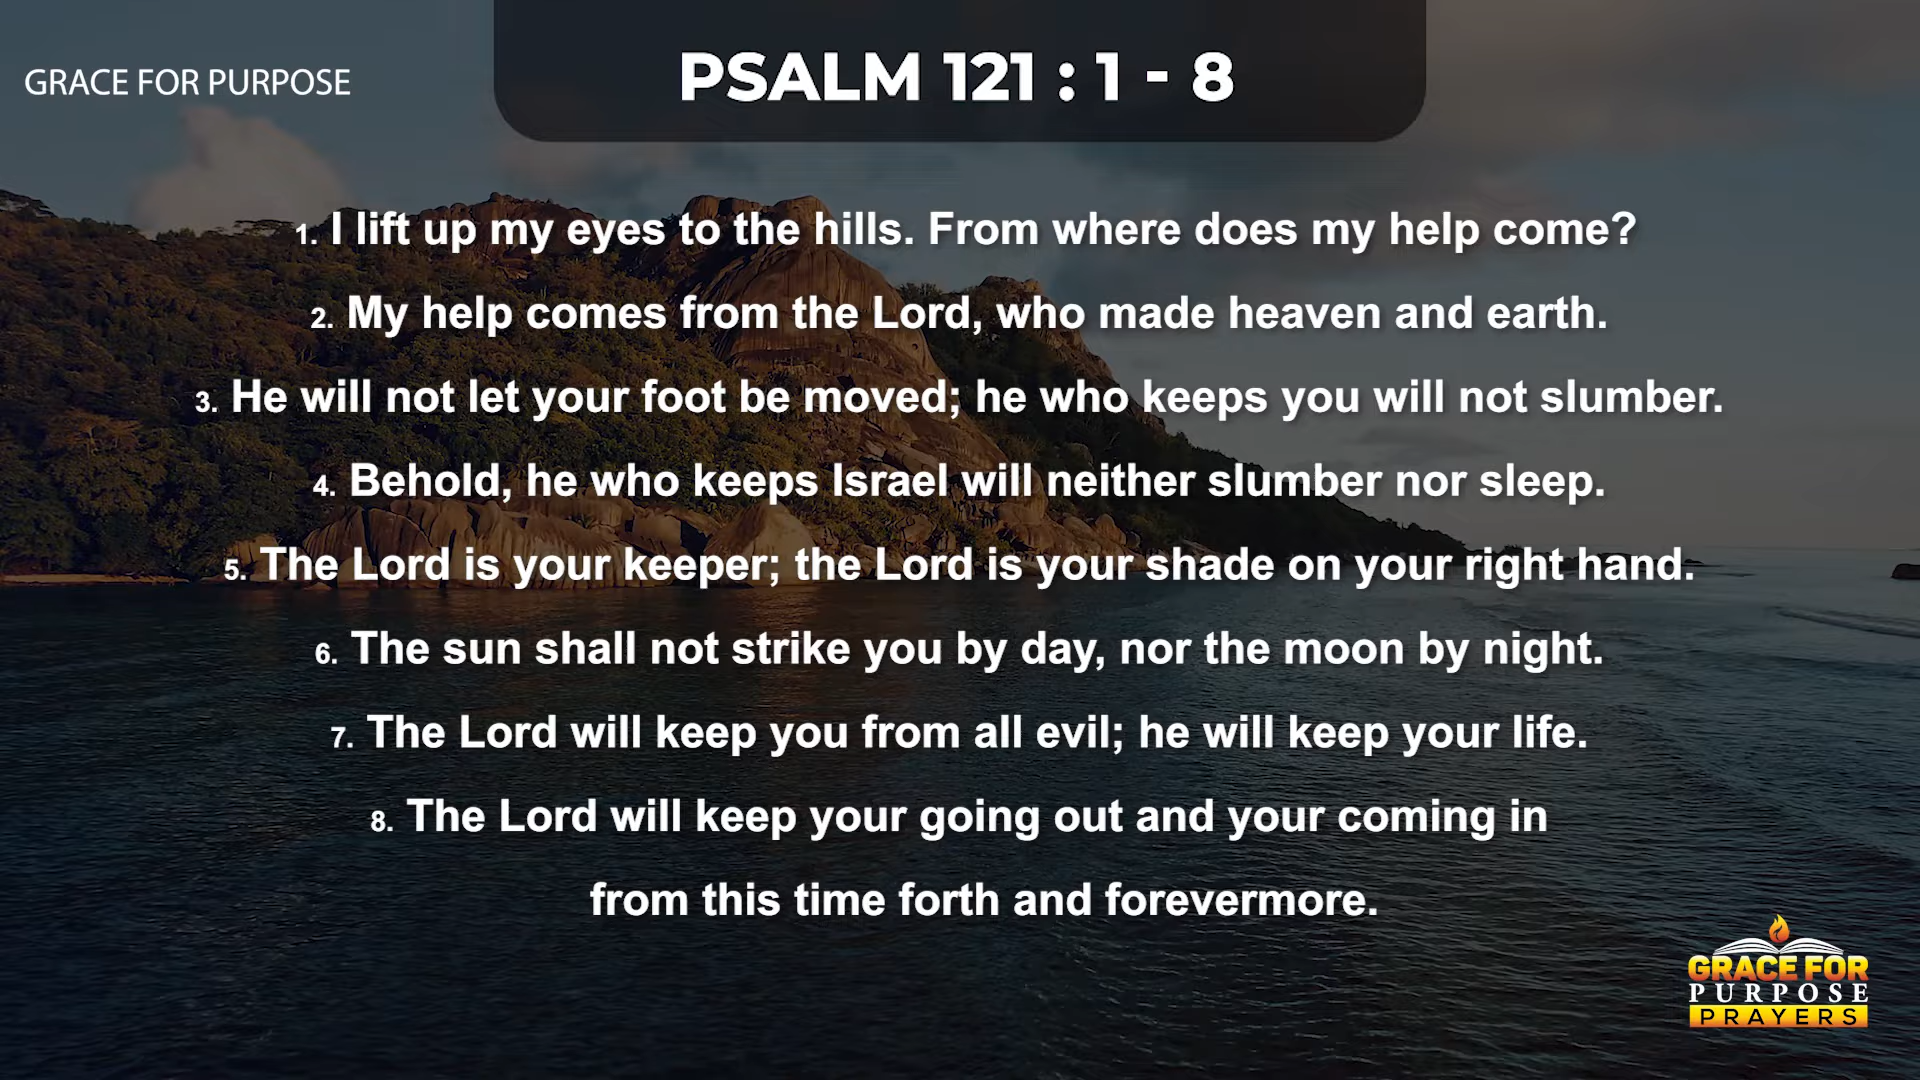 GRACE FOR PURPOSE
PSALM 121 : 1 - 8
1. I lift up my eyes to the hills. From where does my help come?
2. My help comes from the Lord, who made heaven and earth.
3. He will not let your foot be moved; he who keeps you will not slumber.
4. Behold, he who keeps Israel will neither slumber nor sleep.
5. The Lord is your keeper; the Lord is your shade on your right hand.
6. The sun shall not strike you by day, nor the moon by night.
7. The Lord will keep you from all evil; he will keep your life.
8. The Lord will keep your going out and your coming in
from this time forth and forevermore.
GRACE FOR
PURPOSE
PRAYERS